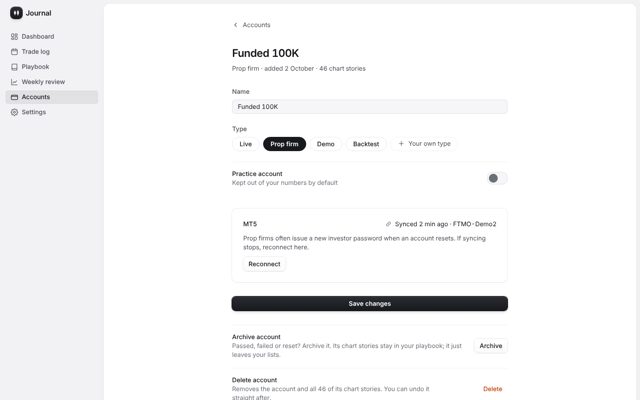 Journal
Dashboard
Trade log
Playbook
Weekly review
Accounts
Settings
Accounts
Funded 100K
Prop firm · added 2 October · 46 chart stories
Name
Funded 100K
Type
Live
Prop firm
Demo
Backtest
+ Your own type
Practice account
Kept out of your numbers by default
MT5
Synced 2 min ago · FTMO-Demo2
Prop firms often issue a new investor password when an account resets. If syncing
stops, reconnect here.
Reconnect
Save changes
Archive account
Passed, failed or reset? Archive it. Its chart stories stay in your playbook; it just
leaves your lists.
Archive
Delete account
Removes the account and all 46 of its chart stories. You can undo it
straight after.
Delete